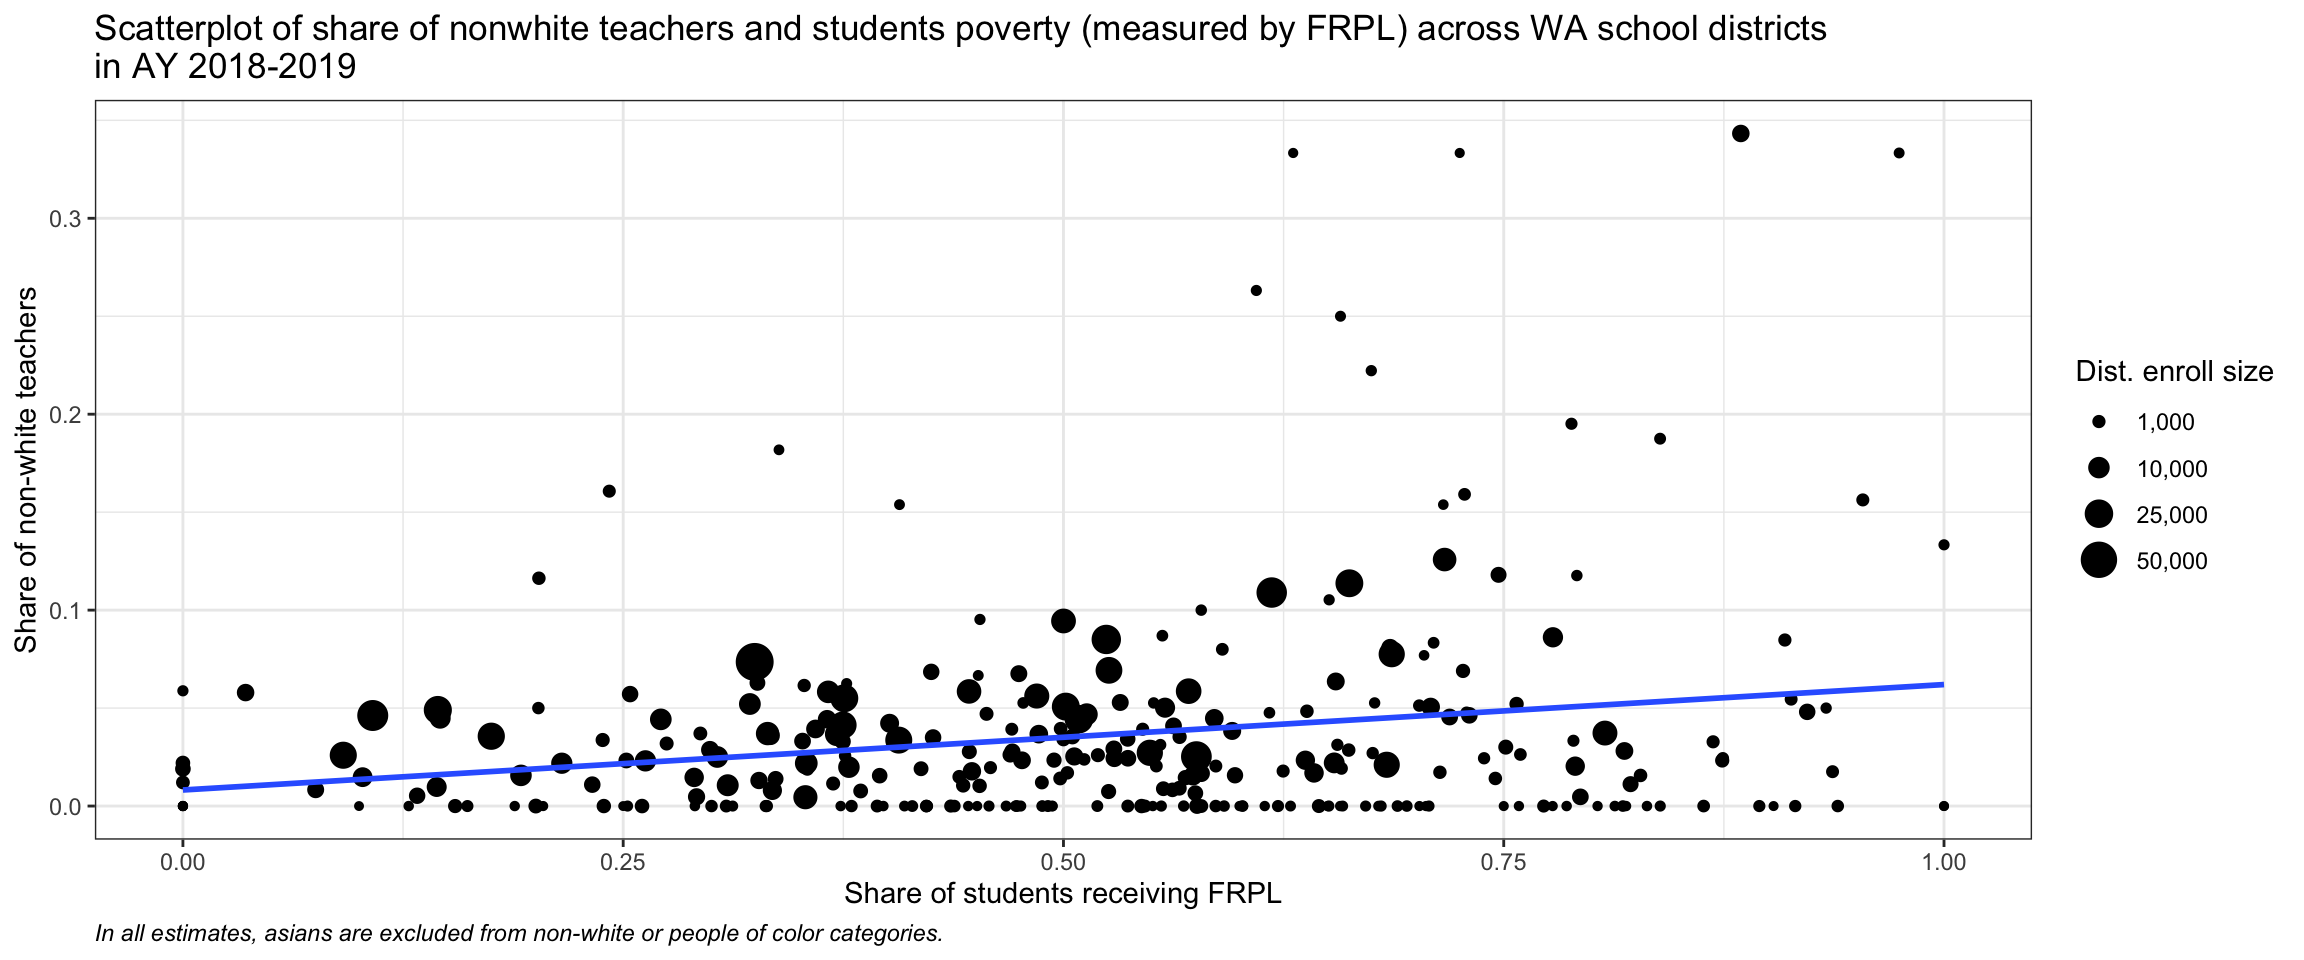 Scatterplot of share of nonwhite teachers and students poverty (measured by FRPL) across WA school districts
in AY 2018-2019
Share of non-white teachers
0.3
0.2
0.1
0.0
0.00
0.25
0.50
0.75
1.00
Share of students receiving FRPL
In all estimates, asians are excluded from non-white or people of color categories.
Dist. enroll size
1,000
10,000
25,000
50,000